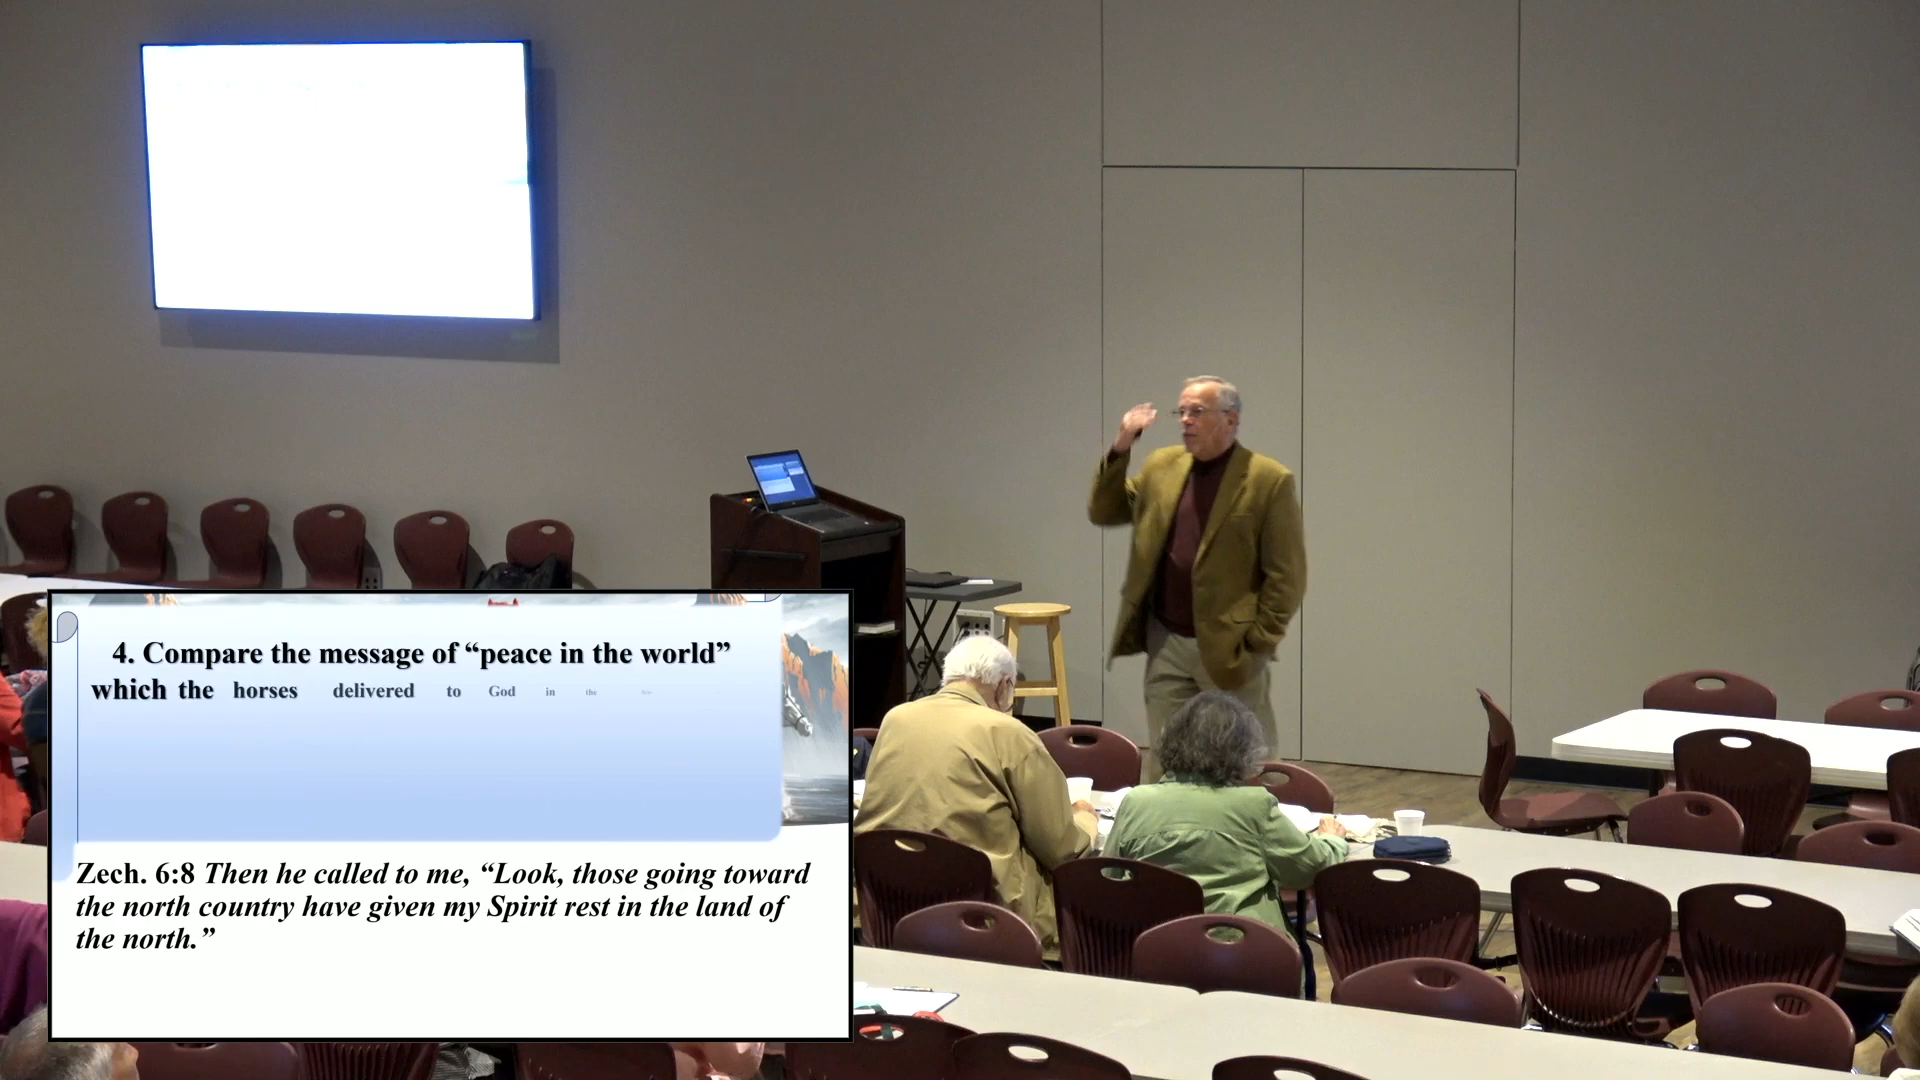 4. Compare the message of “peace in the world”
which the horses delivered to God in the
Zech. 6:8 Then he called to me, “Look, those going toward
the north country have given my Spirit rest in the land of
the north.”